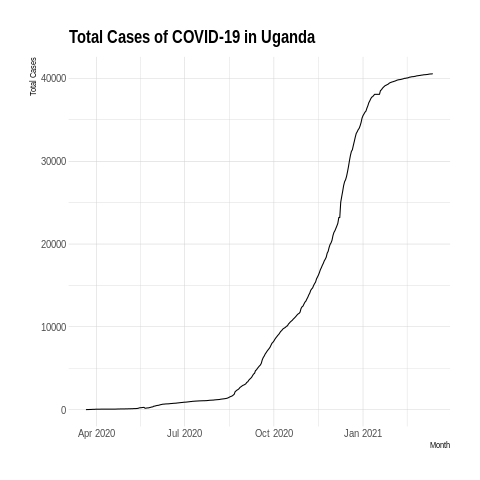 Total Cases of COVID-19 in Uganda
Total Cases
40000
30000
20000
10000
0
Apr 2020 Jul 2020 Oct 2020 Jan 2021
Month